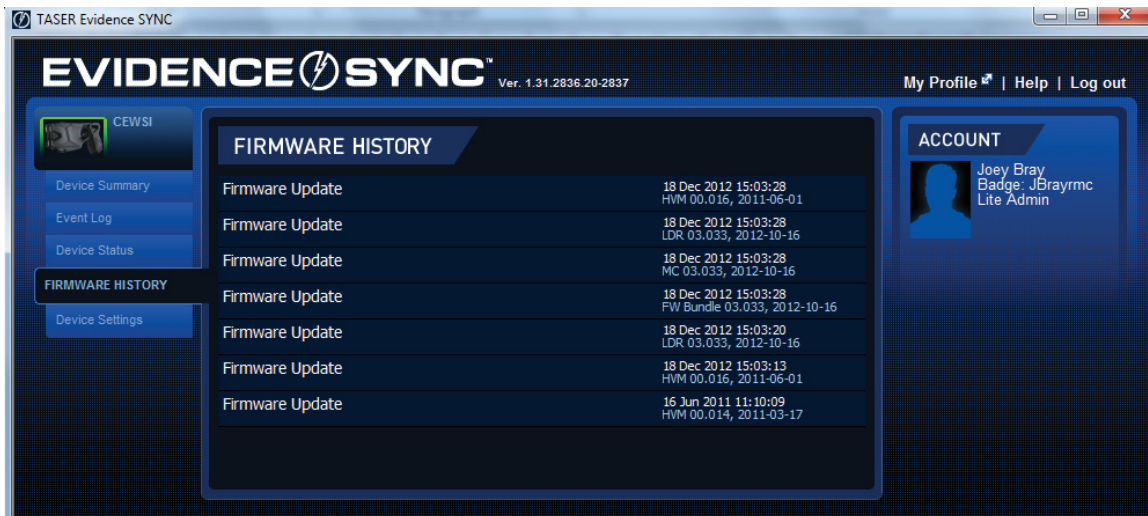 TASER Evidence SYNC
EVIDENCE SYNC™ Ver. 1.31.2836.20-2837
My Profile | Help | Log out
CEWSI
Device Summary
Event Log
Device Status
FIRMWARE HISTORY
Device Settings
FIRMWARE HISTORY
Firmware Update
18 Dec 2012 15:03:28
HVM 00.016, 2011-06-01
Firmware Update
18 Dec 2012 15:03:28
LDR 03.033, 2012-10-16
Firmware Update
18 Dec 2012 15:03:28
MC 03.033, 2012-10-16
Firmware Update
18 Dec 2012 15:03:28
FW Bundle 03.033, 2012-10-16
Firmware Update
18 Dec 2012 15:03:20
LDR 03.033, 2012-10-16
Firmware Update
18 Dec 2012 15:03:13
HVM 00.016, 2011-06-01
Firmware Update
16 Jun 2011 11:10:09
HVM 00.014, 2011-03-17
ACCOUNT
Joey Bray
Badge: JBrayrmc
Lite Admin